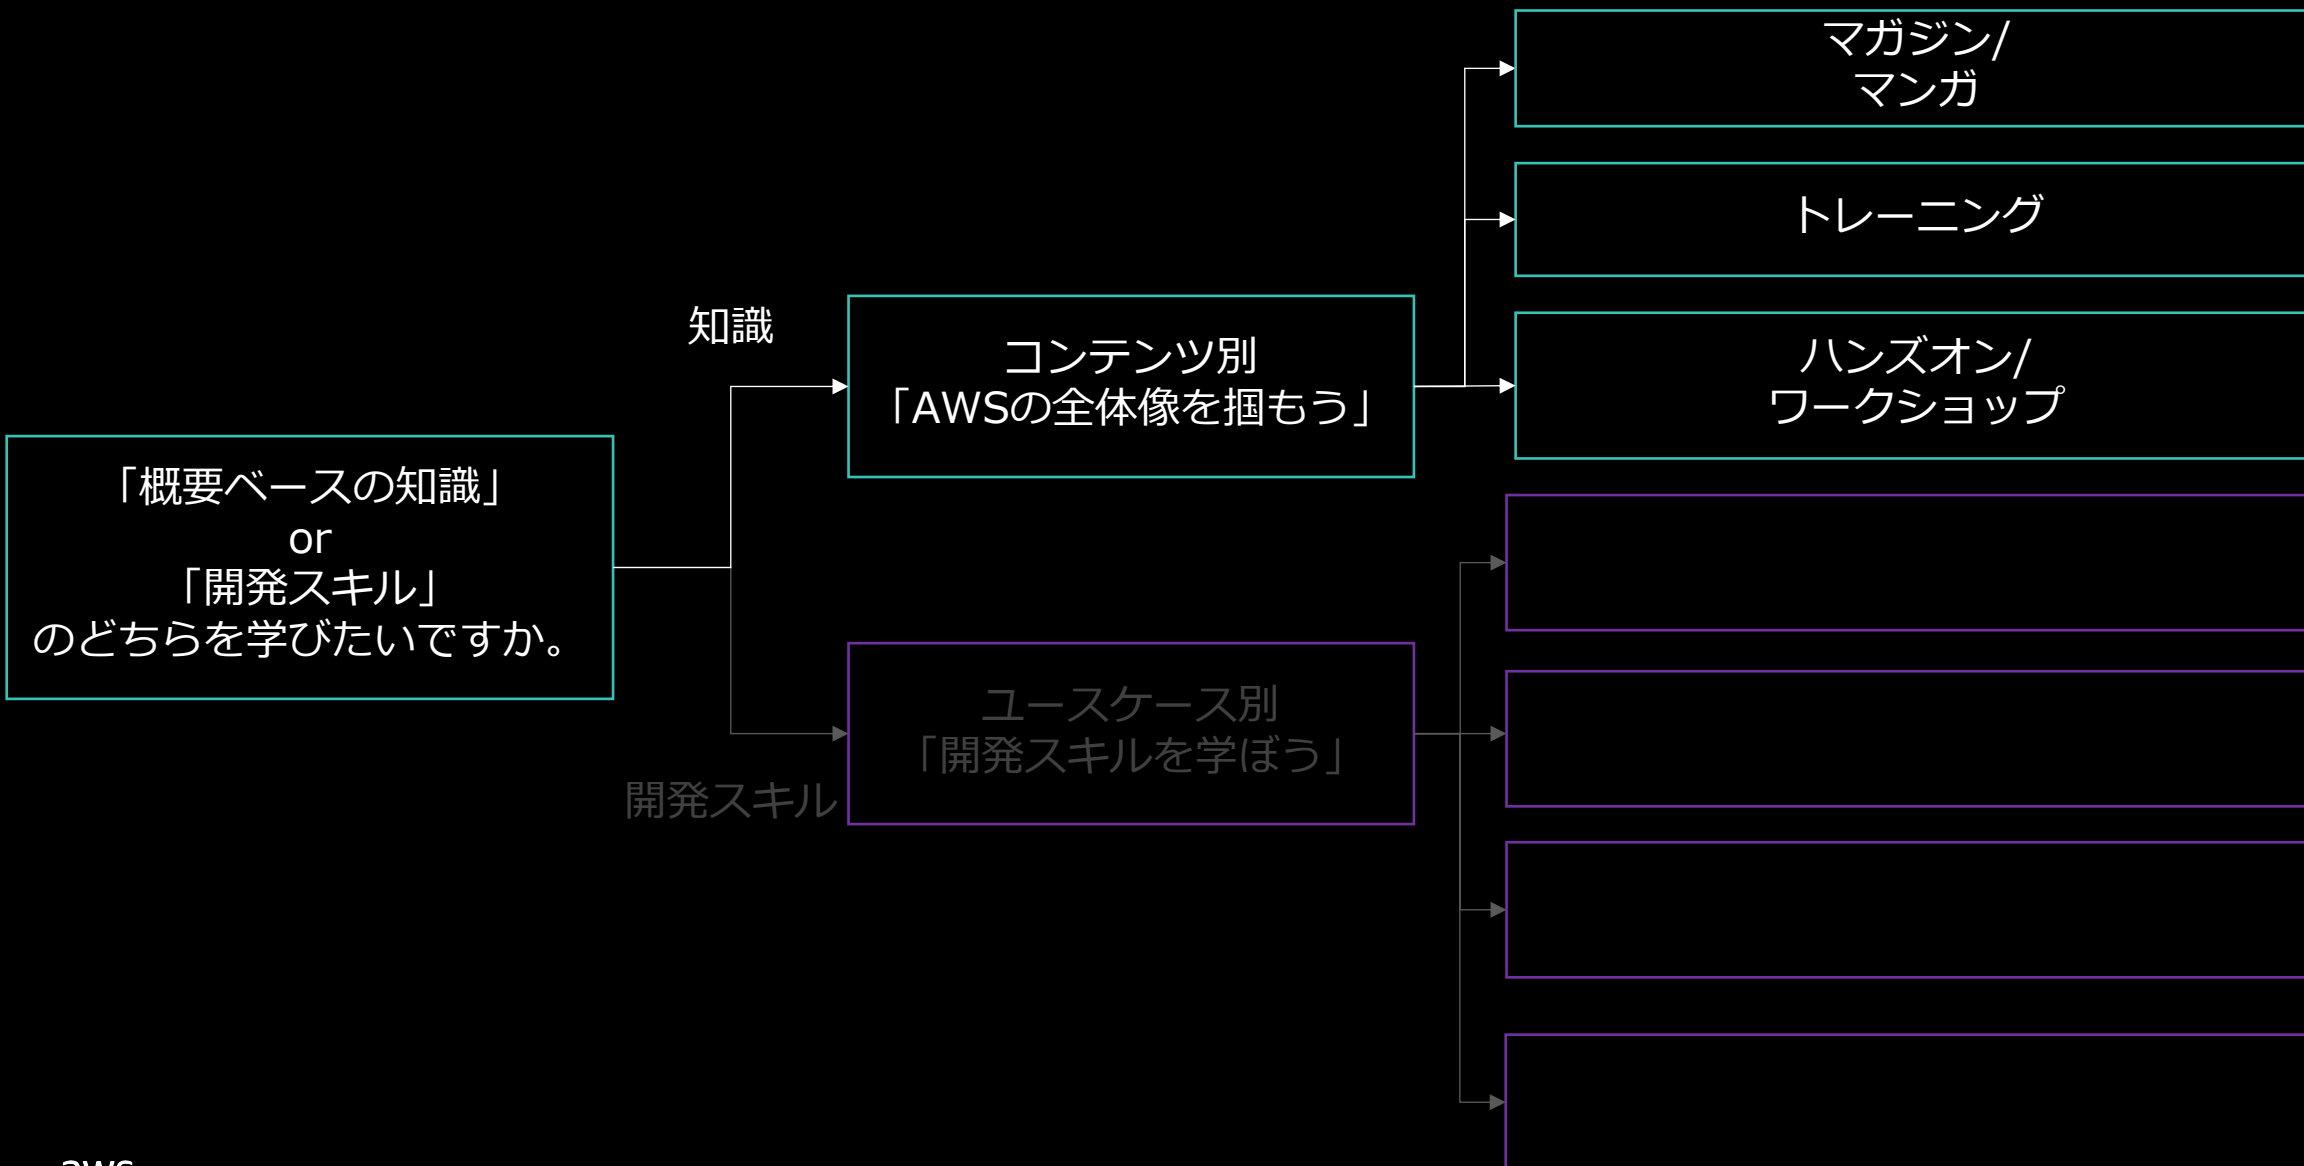 「概要ベースの知識」
or
「開発スキル」
のどちらを学びたいですか。
知識
コンテンツ別
「AWSの全体像を掴もう」
マガジン/
マンガ
トレーニング
ハンズオン/
ワークショップ
開発スキル
ユースケース別
「開発スキルを学ぼう」
aws